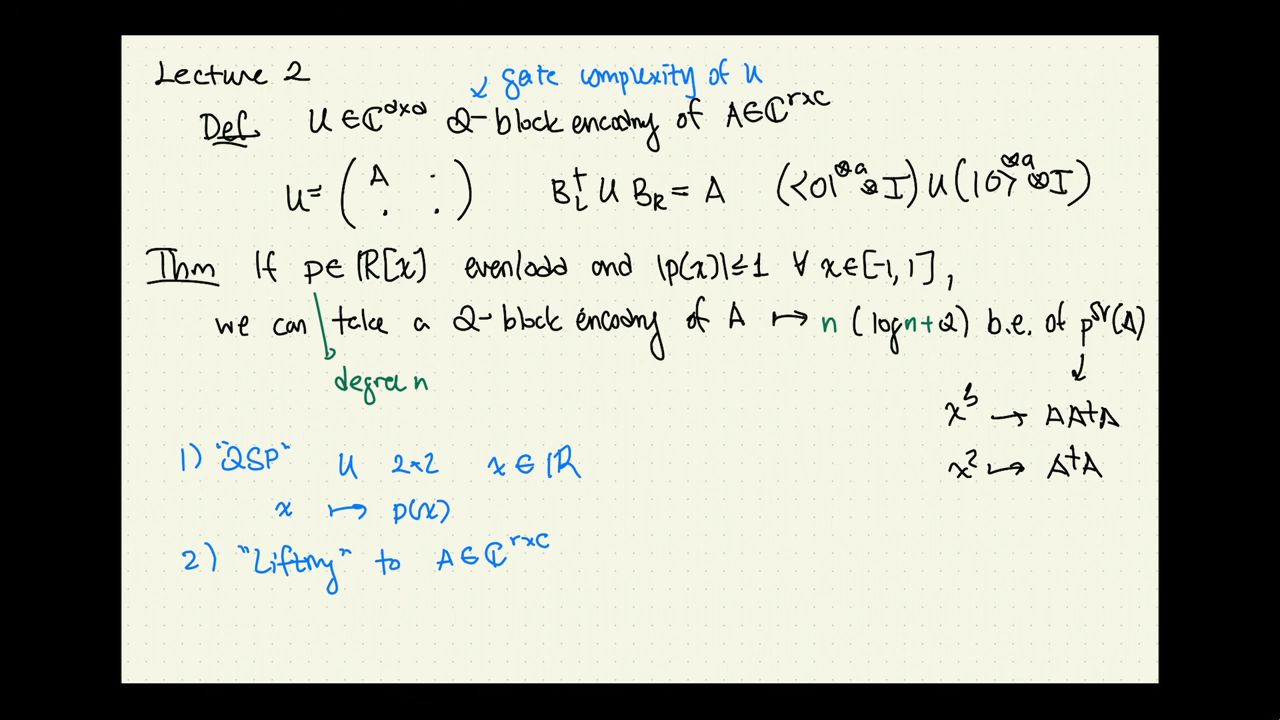 Lecture 2
↙ gate complexity of U
Def. U ∈ ℂ^{d×d} Q-block encoding of A ∈ ℂ^{r×c}
U = ( A · · · ) B_L^† U B_R = A (⟨0|^{⊗a} ⊗ I) U (|0⟩^{⊗a} ⊗ I)
Thm If p ∈ ℝ[x] even/odd and |p(x)| ≤ 1 ∀ x ∈ [-1, 1],
we can take a Q-block encoding of A ↦ n (log n + Q) b.e. of p^{SV}(A)
degree n
x^3 → A A† A
x^2 ↦ A† A
1) "QSP" U 2×2 x ∈ ℝ
x ↦ p(x)
2) "Lifting" to A ∈ ℂ^{r×c}